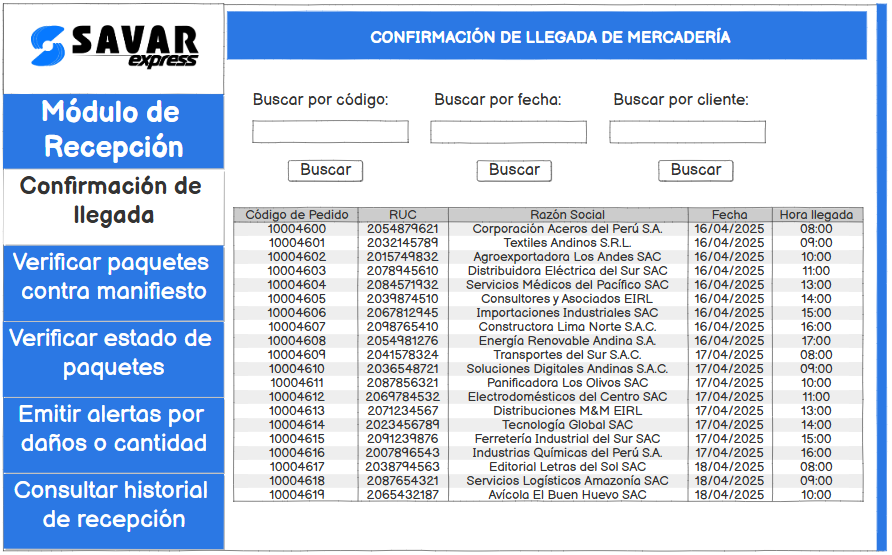 SAVAR
express
Módulo de
Recepción
Confirmación de
llegada
Verificar paquetes
contra manifiesto
Verificar estado de
paquetes
Emitir alertas por
daños o cantidad
Consultar historial
de recepción
CONFIRMACIÓN DE LLEGADA DE MERCADERÍA
Buscar por código: Buscar por fecha: Buscar por cliente:
Buscar Buscar Buscar
Código de Pedido RUC Razón Social Fecha Hora llegada
10004600 2054879621 Corporación Aceros del Perú S.A. 16/04/2025 08:00
10004601 2032145789 Textiles Andinos S.R.L. 16/04/2025 09:00
10004602 2015749832 Agroexportadora Los Andes SAC 16/04/2025 10:00
10004603 2078945610 Distribuidora Eléctrica del Sur SAC 16/04/2025 11:00
10004604 2084571932 Servicios Médicos del Pacífico SAC 16/04/2025 13:00
10004605 2039874510 Consultores y Asociados EIRL 16/04/2025 14:00
10004606 2067812945 Importaciones Industriales SAC 16/04/2025 15:00
10004607 2098765410 Constructora Lima Norte S.A.C. 16/04/2025 16:00
10004608 2054981276 Energía Renovable Andina S.A. 16/04/2025 17:00
10004609 2041578324 Transportes del Sur S.A.C. 17/04/2025 08:00
10004610 2036548721 Soluciones Digitales Andinas S.A.C. 17/04/2025 09:00
10004611 2087856321 Panificadora Los Olivos SAC 17/04/2025 10:00
10004612 2069784532 Electrodomésticos del Centro SAC 17/04/2025 11:00
10004613 2071234567 Distribuciones M&M EIRL 17/04/2025 13:00
10004614 2023456789 Tecnología Global SAC 17/04/2025 14:00
10004615 2091239876 Ferretería Industrial del Sur SAC 17/04/2025 15:00
10004616 2007896543 Industrias Químicas del Perú S.A. 17/04/2025 16:00
10004617 2038794563 Editorial Letras del Sol SAC 18/04/2025 08:00
10004618 2087654321 Servicios Logísticos Amazonía SAC 18/04/2025 09:00
10004619 2065432187 Avícola El Buen Huevo SAC 18/04/2025 10:00